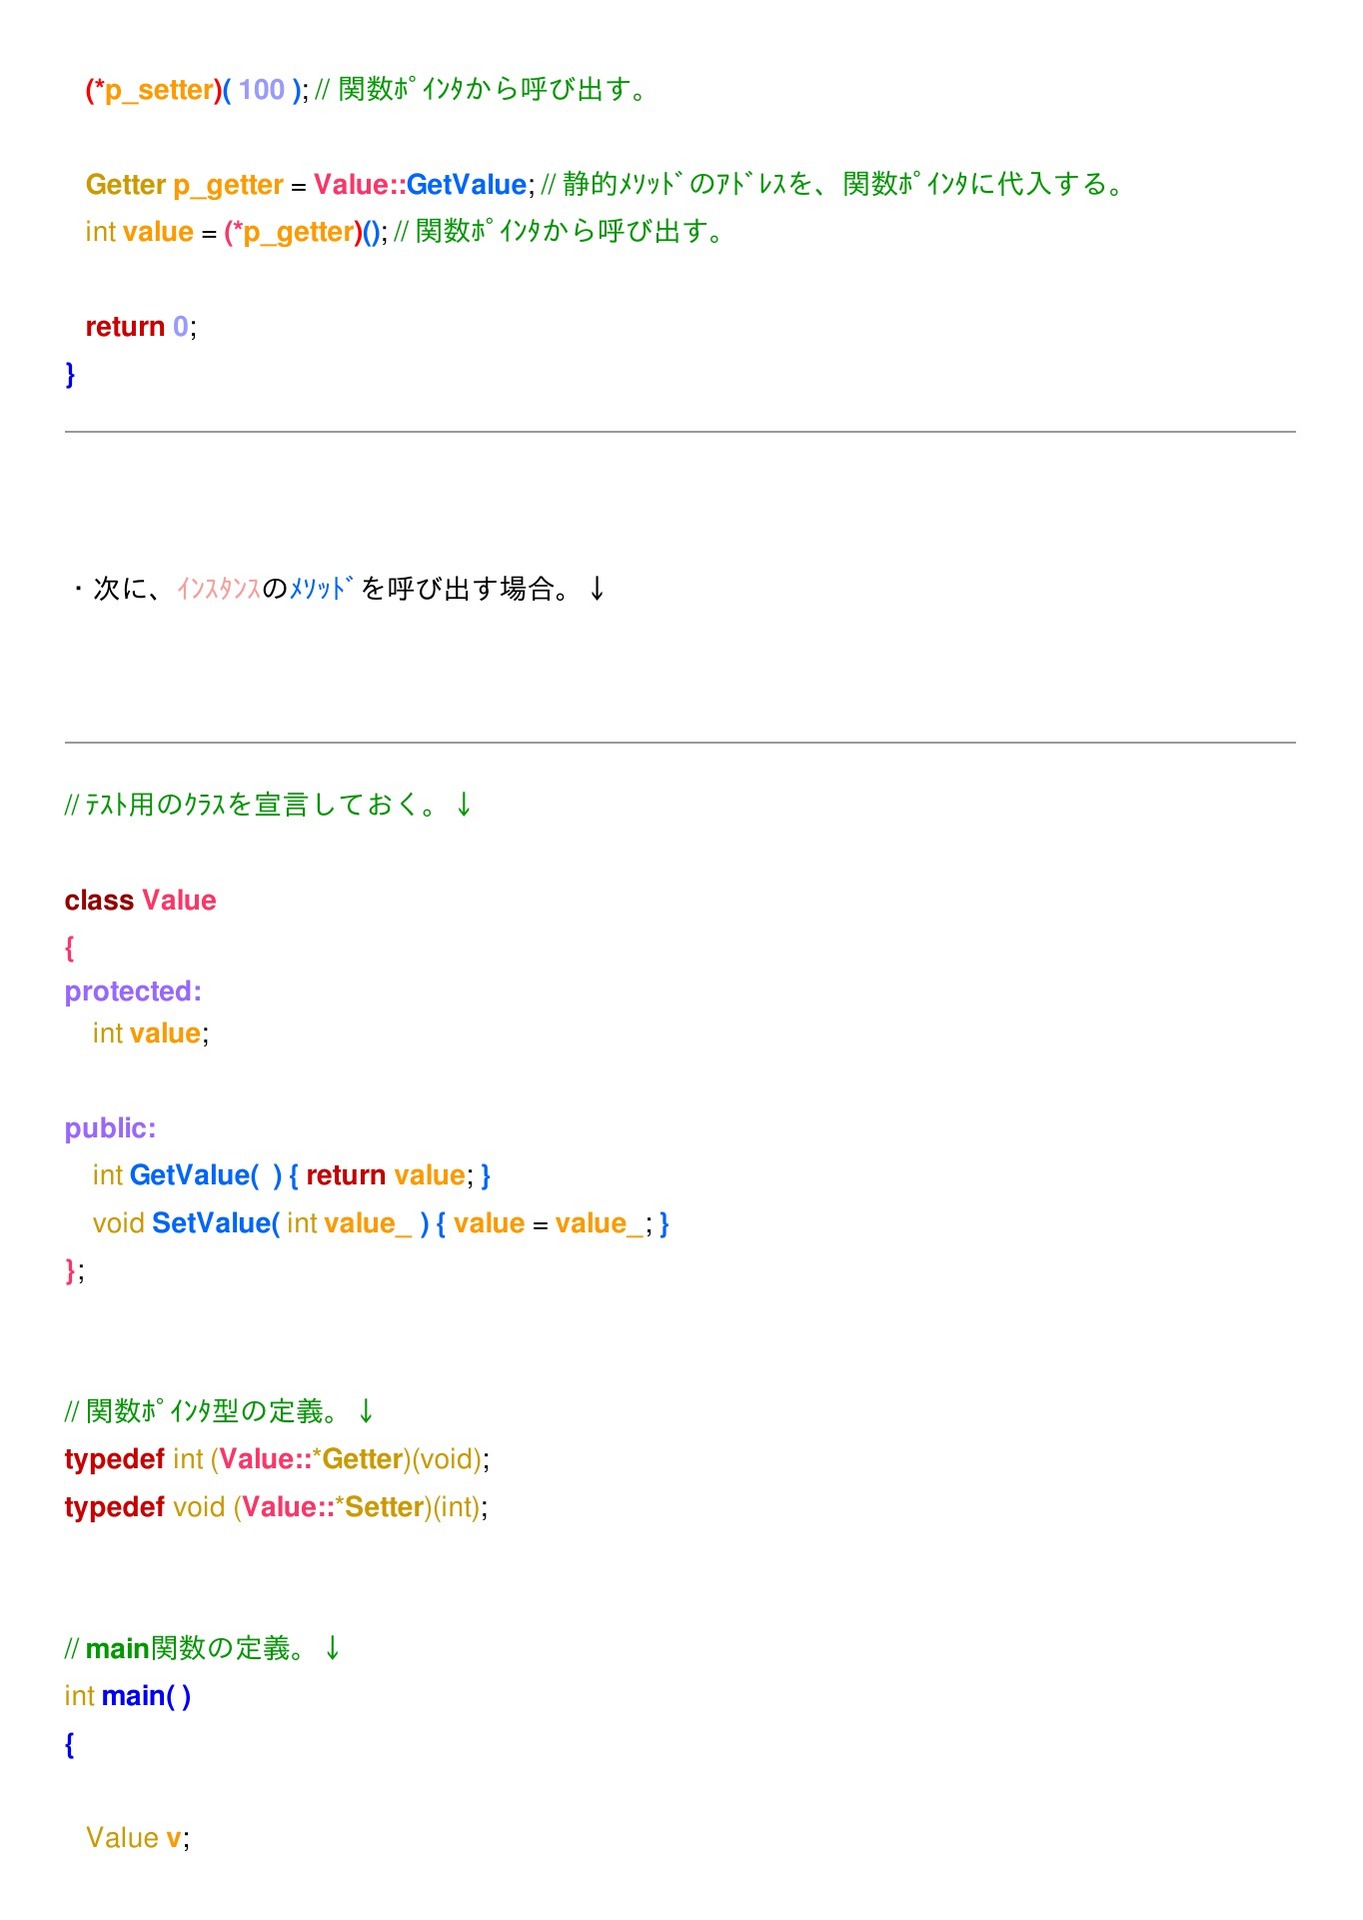 (*p_setter)( 100 ); // 関数ﾎﾟｲﾝﾀから呼び出す。
Getter p_getter = Value::GetValue; // 静的ﾒｿｯﾄﾞのｱﾄﾞﾚｽを、関数ﾎﾟｲﾝﾀに代入する。
int value = (*p_getter)(); // 関数ﾎﾟｲﾝﾀから呼び出す。
return 0;
}
・次に、ｲﾝｽﾀﾝｽのﾒｿｯﾄﾞを呼び出す場合。↓
// ﾃｽﾄ用のｸﾗｽを宣言しておく。↓
class Value
{
protected:
int value;
public:
int GetValue(  ) { return value; }
void SetValue( int value_ ) { value = value_; }
};
// 関数ﾎﾟｲﾝﾀ型の定義。↓
typedef int (Value::*Getter)(void);
typedef void (Value::*Setter)(int);
// main関数の定義。↓
int main( )
{
Value v;